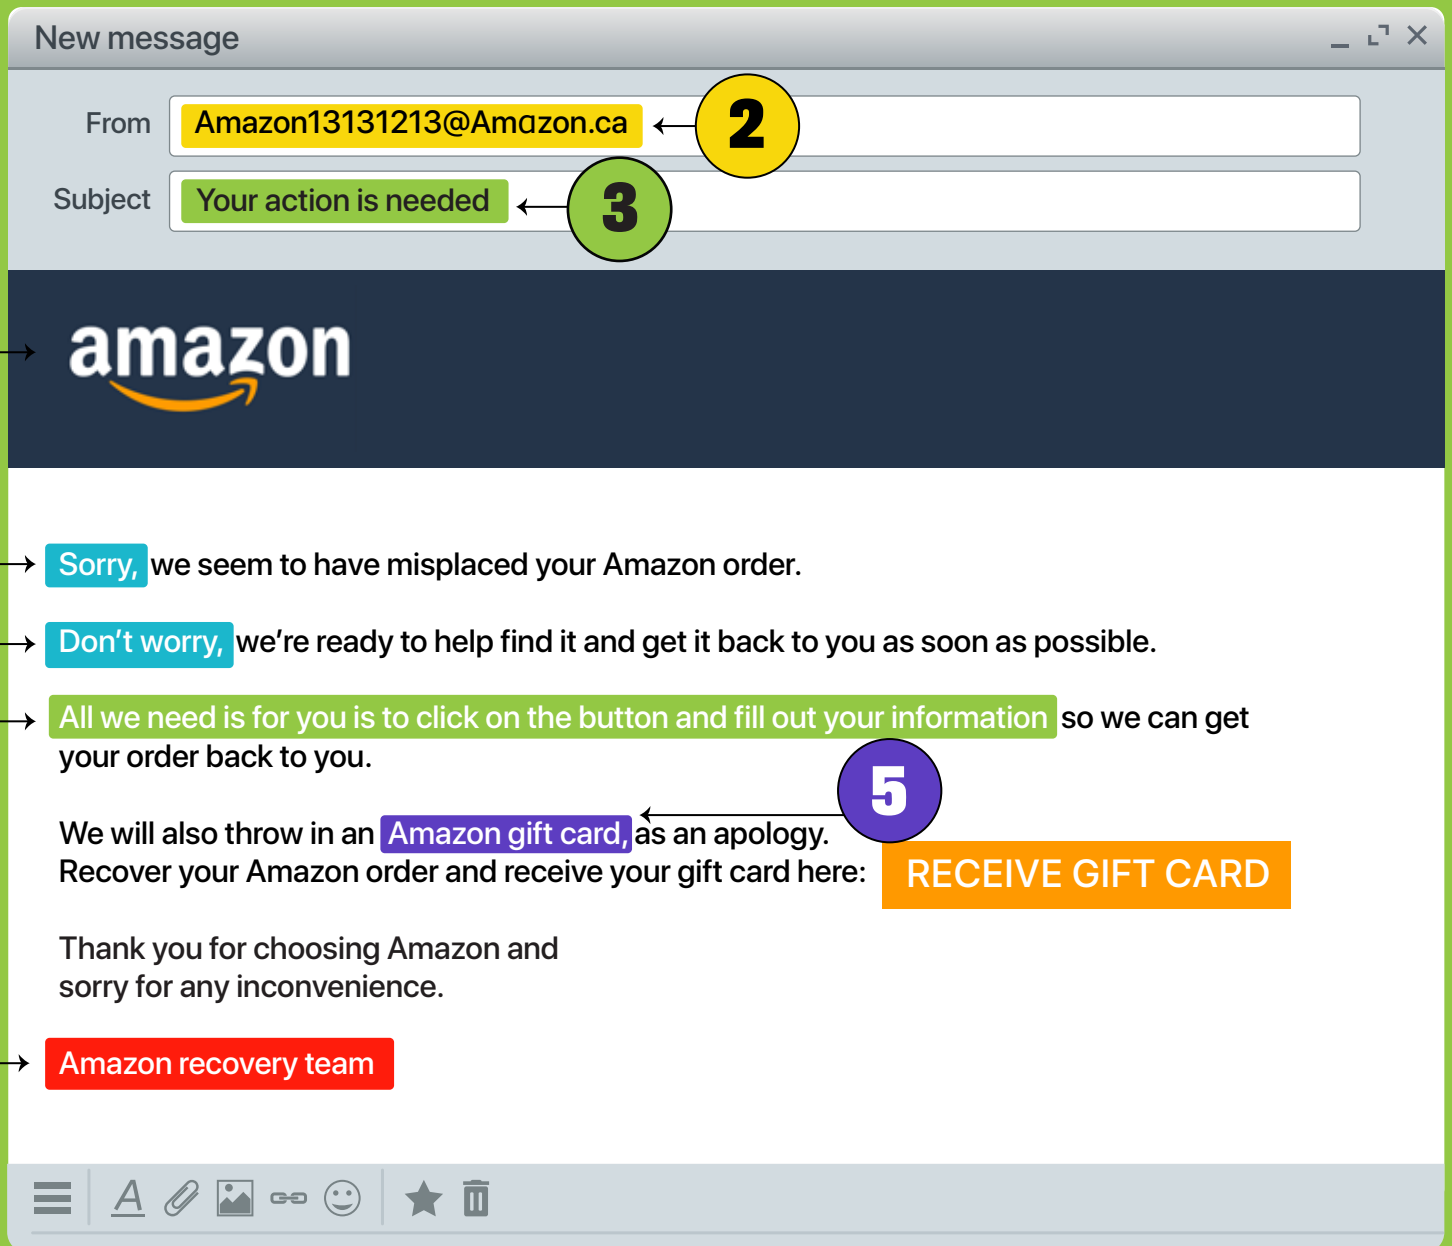 New message
From Amazon13131213@Amɑzon.ca 2
Subject Your action is needed 3
amazon
Sorry, we seem to have misplaced your Amazon order.
Don't worry, we're ready to help find it and get it back to you as soon as possible.
All we need is for you is to click on the button and fill out your information so we can get
your order back to you.
5
We will also throw in an Amazon gift card, as an apology.
Recover your Amazon order and receive your gift card here: RECEIVE GIFT CARD
Thank you for choosing Amazon and
sorry for any inconvenience.
Amazon recovery team
A